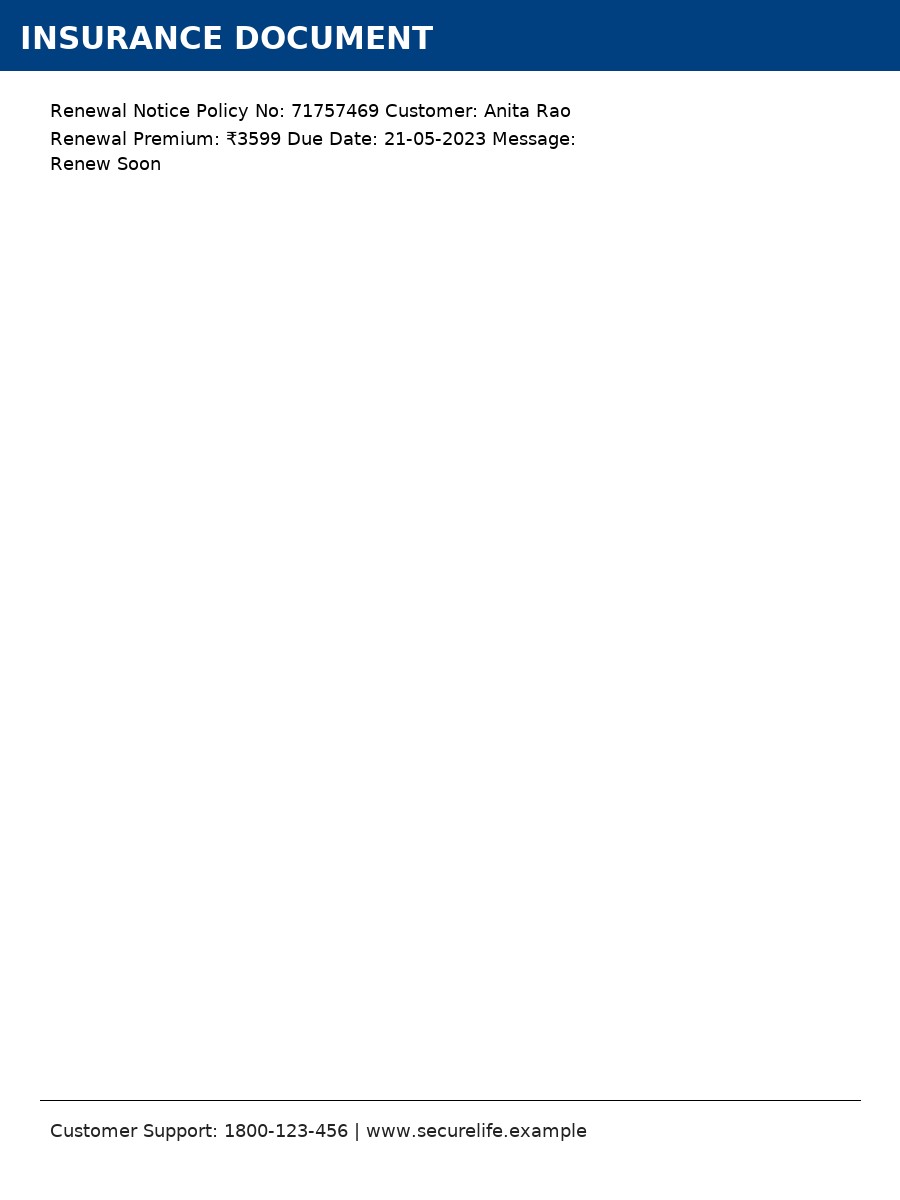 INSURANCE DOCUMENT
Renewal Notice Policy No: 71757469 Customer: Anita Rao
Renewal Premium: ₹3599 Due Date: 21-05-2023 Message:
Renew Soon
Customer Support: 1800-123-456 | www.securelife.example